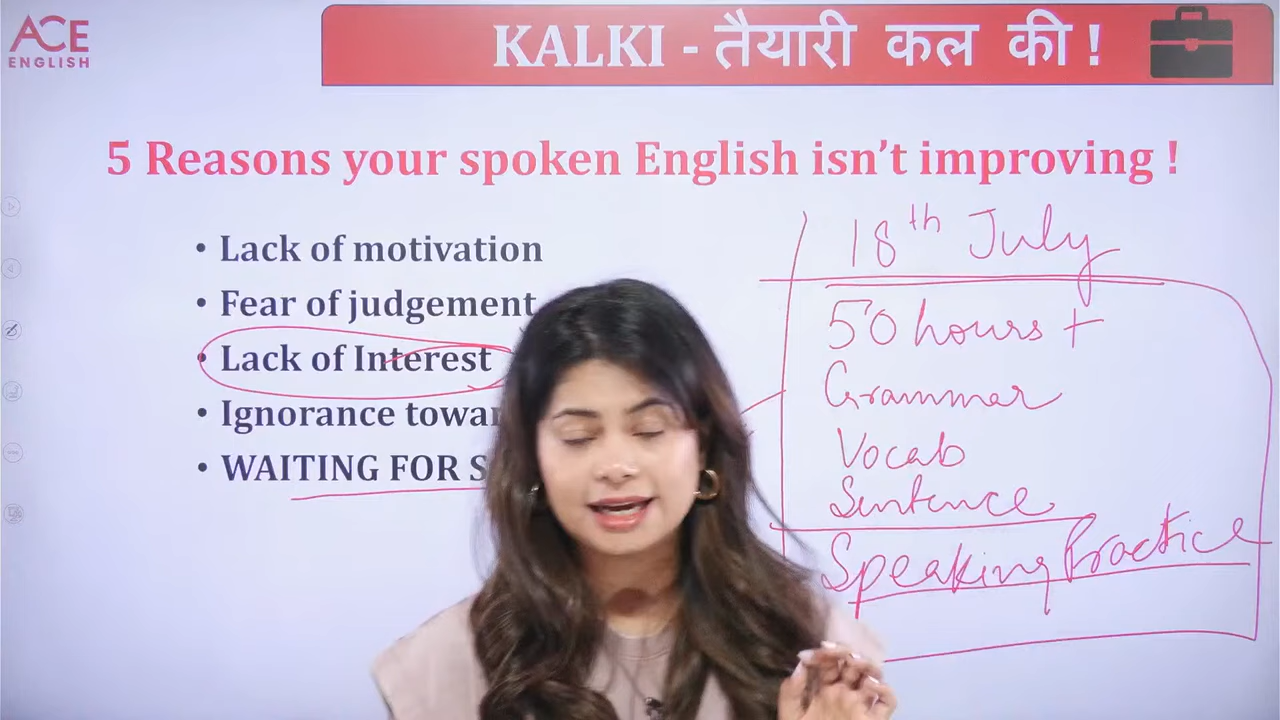 ACE
ENGLISH
KALKI - तैयारी कल की !
5 Reasons your spoken English isn't improving !
• Lack of motivation
• Fear of judgement
• Lack of Interest
• Ignorance
• WAITING FOR
18th July
50 hours +
Grammar
Vocab
Sentence
Speaking Practice